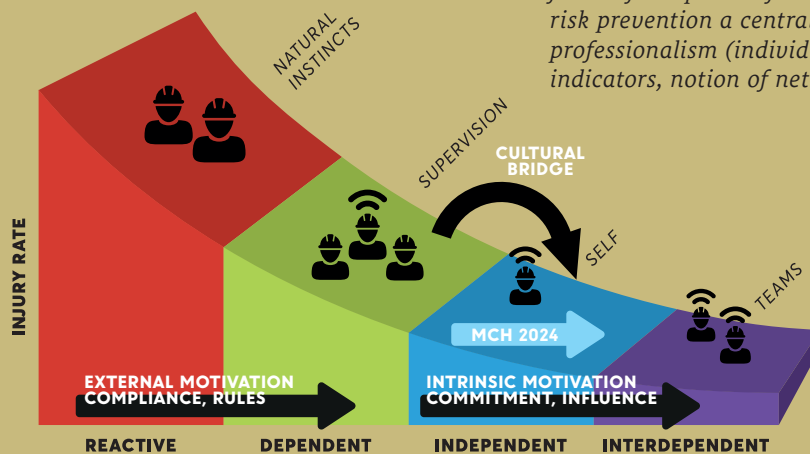 risk prevention a central
professionalism (individ
indicators, notion of net
NATURAL
INSTINCTS
SUPERVISION
CULTURAL
BRIDGE
SELF
TEAMS
INJURY RATE
MCH 2024
EXTERNAL MOTIVATION
COMPLIANCE, RULES
INTRINSIC MOTIVATION
COMMITMENT, INFLUENCE
REACTIVE
DEPENDENT
INDEPENDENT
INTERDEPENDENT